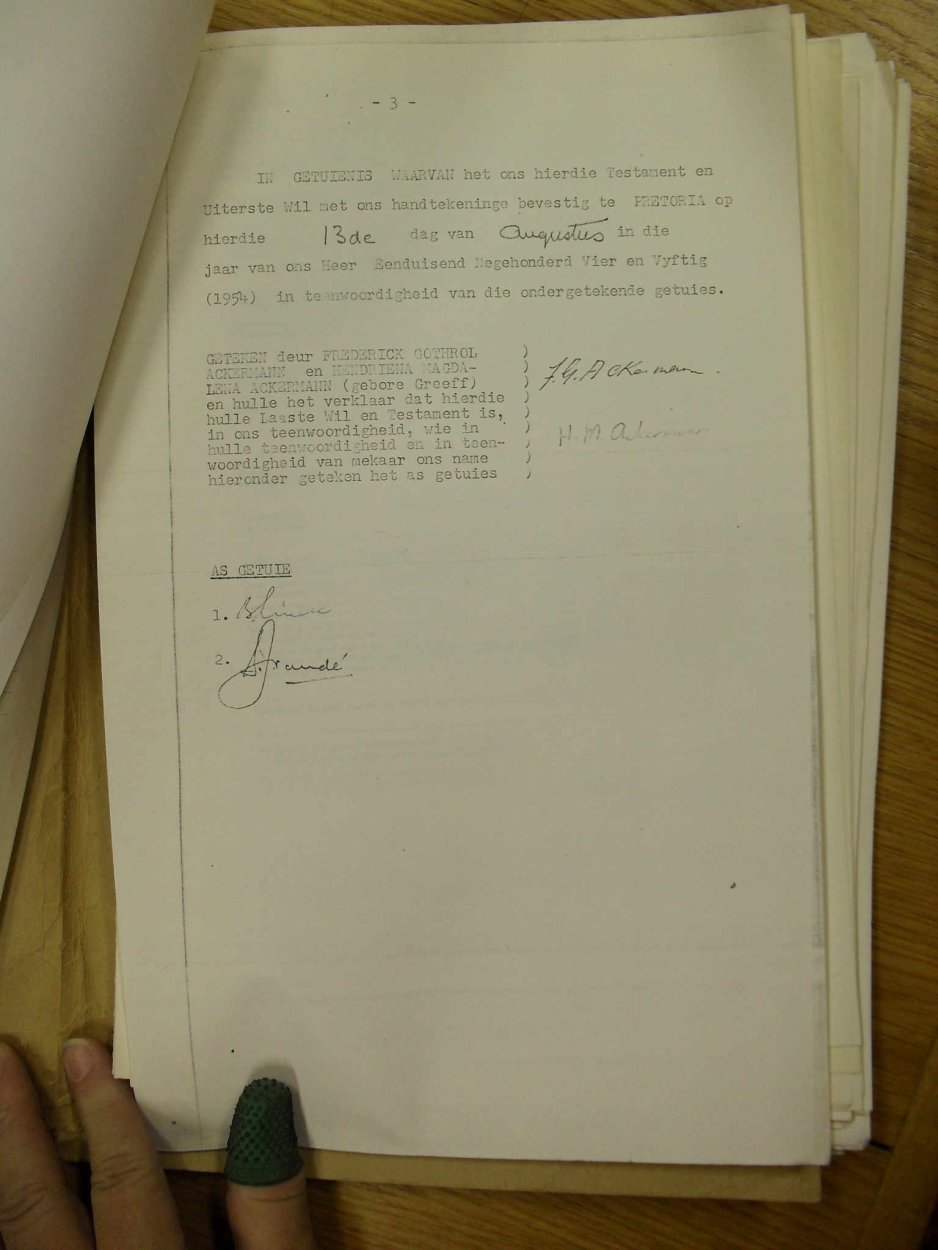 - 3 -
IN GETUIENIS WAARVAN het ons hierdie Testament en
Uiterste Wil met ons handtekeninge bevestig te PRETORIA op
hierdie 13de dag van Augustus in die
jaar van ons Heer Eenduisend Negehonderd Vier en Vyftig
(1954) in teenwoordigheid van die ondergetekende getuies.
GETEKEN deur FREDERICK GOTHROL )
ACKERMANN en HENDRIENA MAGDA- ) F.G. Ackermann.
LENA ACKERMANN (gebore Greeff) )
en hulle het verklaar dat hierdie )
hulle Laaste Wil en Testament is, )
in ons teenwoordigheid, wie in ) H. M. Ackermann
hulle teenwoordigheid en in teen- )
woordigheid van mekaar ons name )
hieronder geteken het as getuies )
AS GETUIE
1.
2.